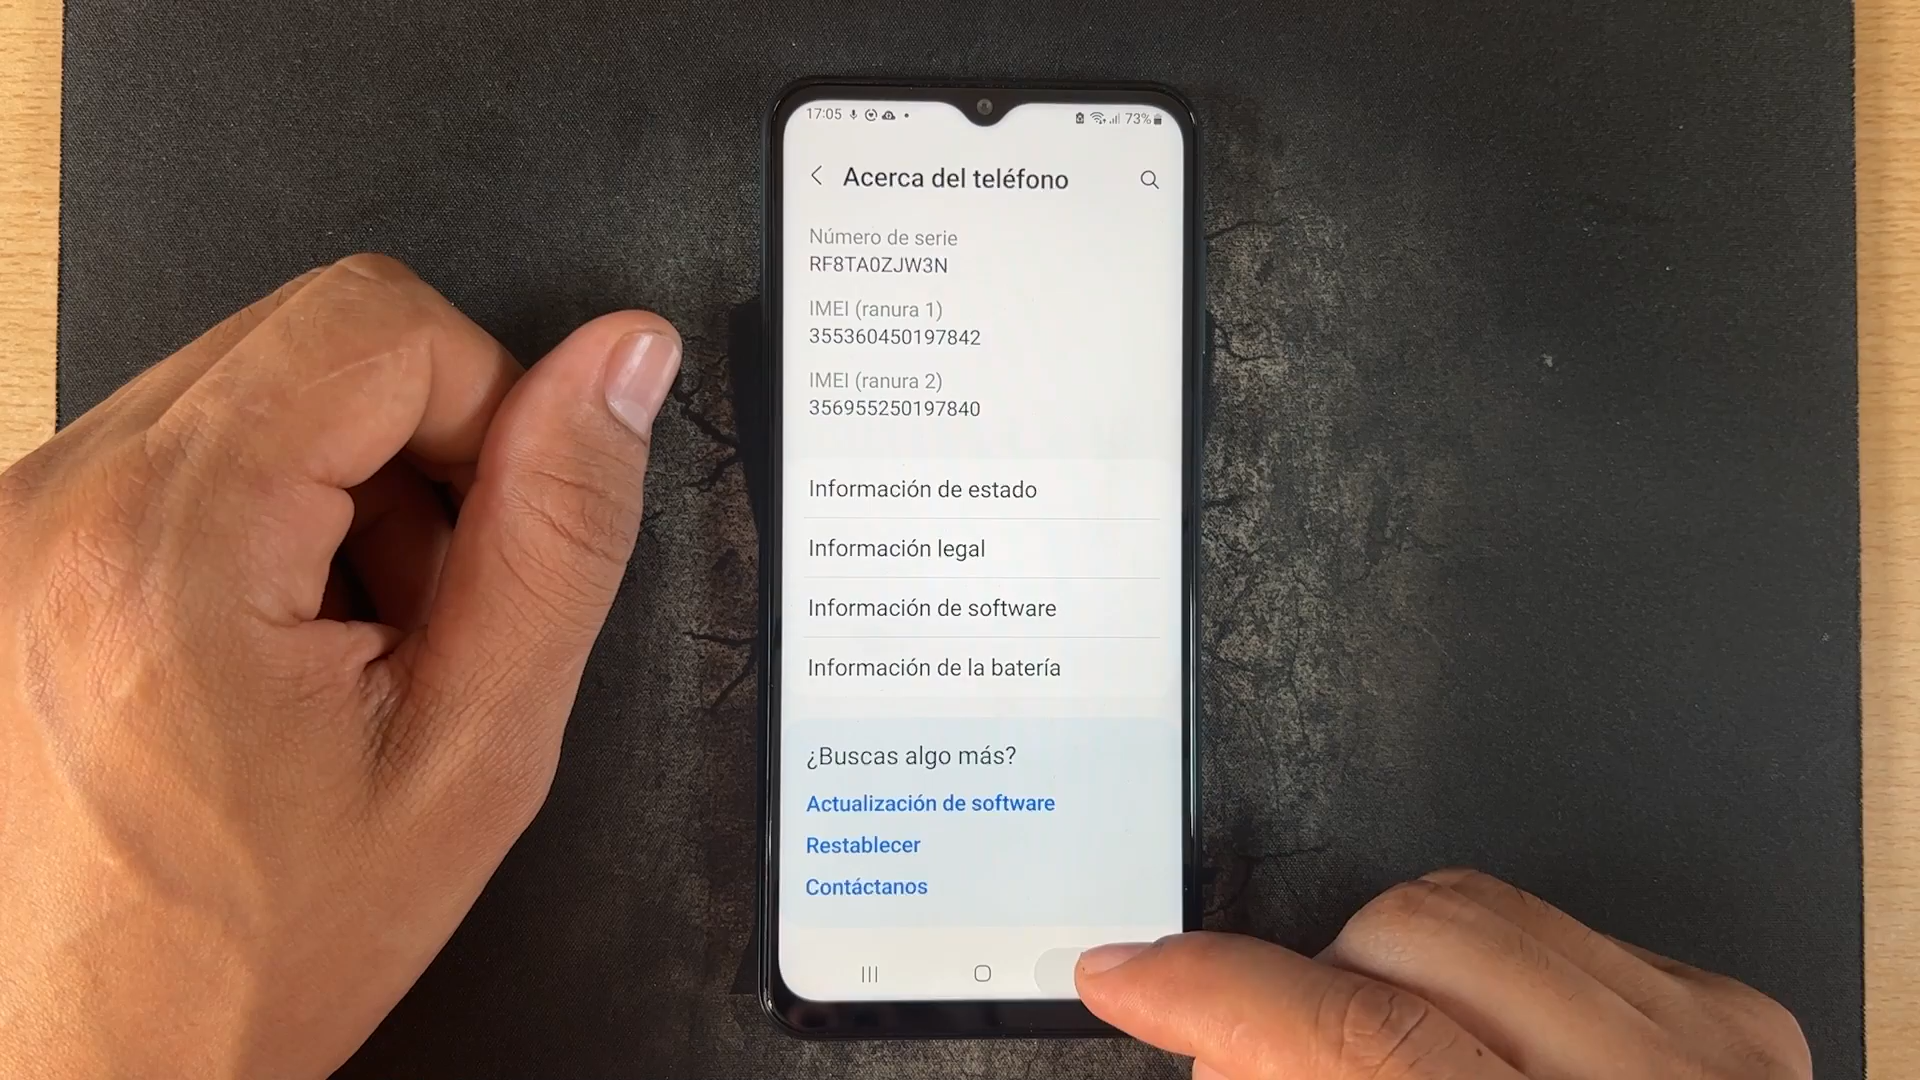 17:05
73%
Acerca del teléfono
Número de serie
RF8TA0ZJW3N
IMEI (ranura 1)
355360450197842
IMEI (ranura 2)
356955250197840
Información de estado
Información legal
Información de software
Información de la batería
¿Buscas algo más?
Actualización de software
Restablecer
Contáctanos